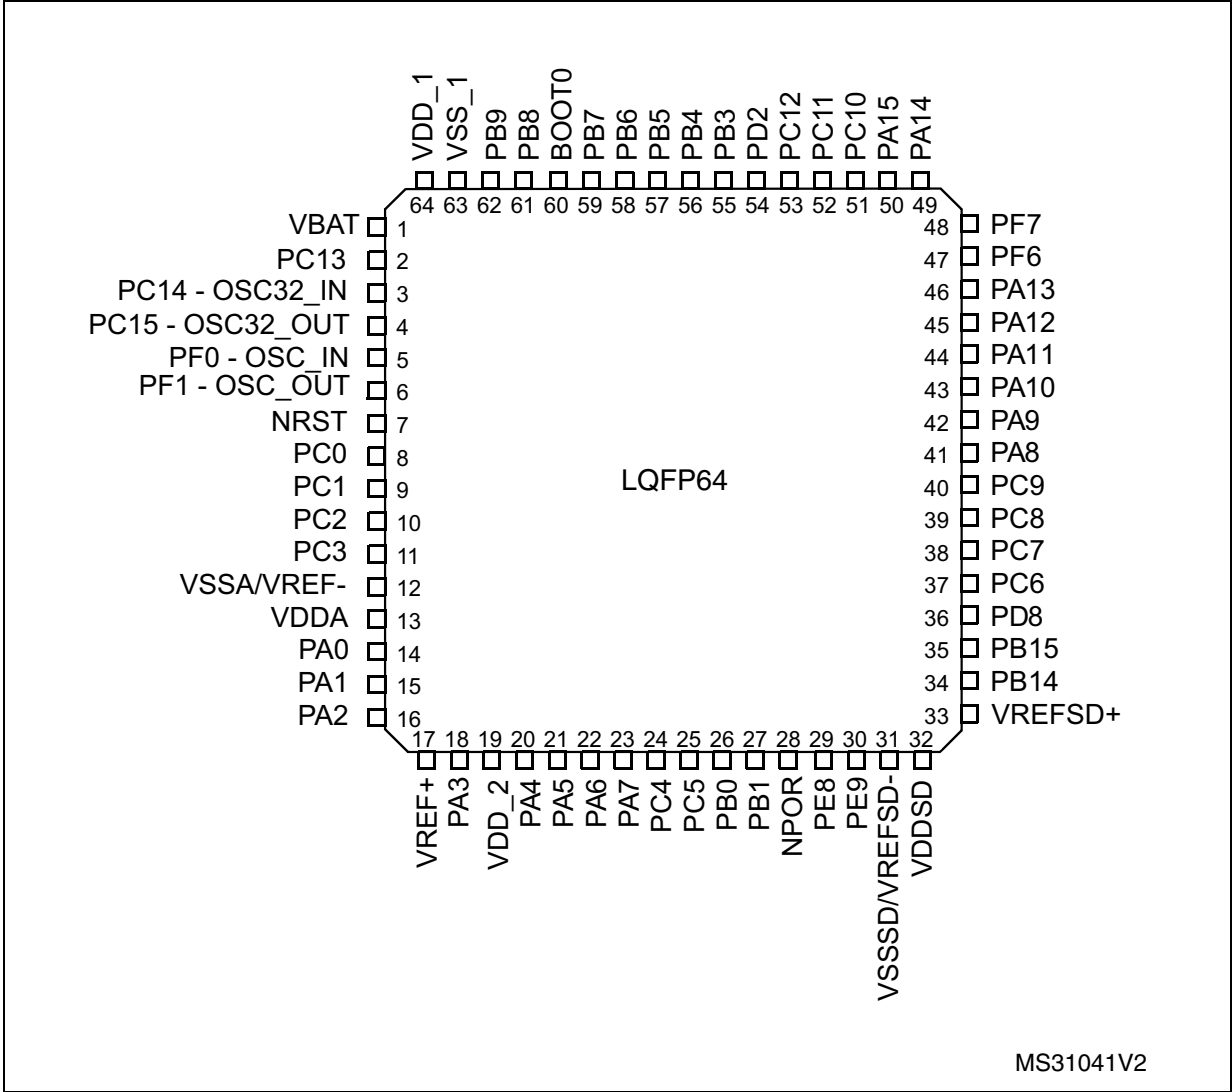 VDD_1
VSS_1
PB9
PB8
BOOT0
PB7
PB6
PB5
PB4
PB3
PD2
PC12
PC11
PC10
PA15
PA14
64 63 62 61 60 59 58 57 56 55 54 53 52 51 50 49
VBAT 1
PC13 2
PC14 - OSC32_IN 3
PC15 - OSC32_OUT 4
PF0 - OSC_IN 5
PF1 - OSC_OUT 6
NRST 7
PC0 8
PC1 9
PC2 10
PC3 11
VSSA/VREF- 12
VDDA 13
PA0 14
PA1 15
PA2 16
LQFP64
48 PF7
47 PF6
46 PA13
45 PA12
44 PA11
43 PA10
42 PA9
41 PA8
40 PC9
39 PC8
38 PC7
37 PC6
36 PD8
35 PB15
34 PB14
33 VREFSD+
17 18 19 20 21 22 23 24 25 26 27 28 29 30 31 32
VREF+
PA3
VDD_2
PA4
PA5
PA6
PA7
PC4
PC5
PB0
PB1
NPOR
PE8
PE9
VSSSD/VREFSD-
VDDSD
MS31041V2